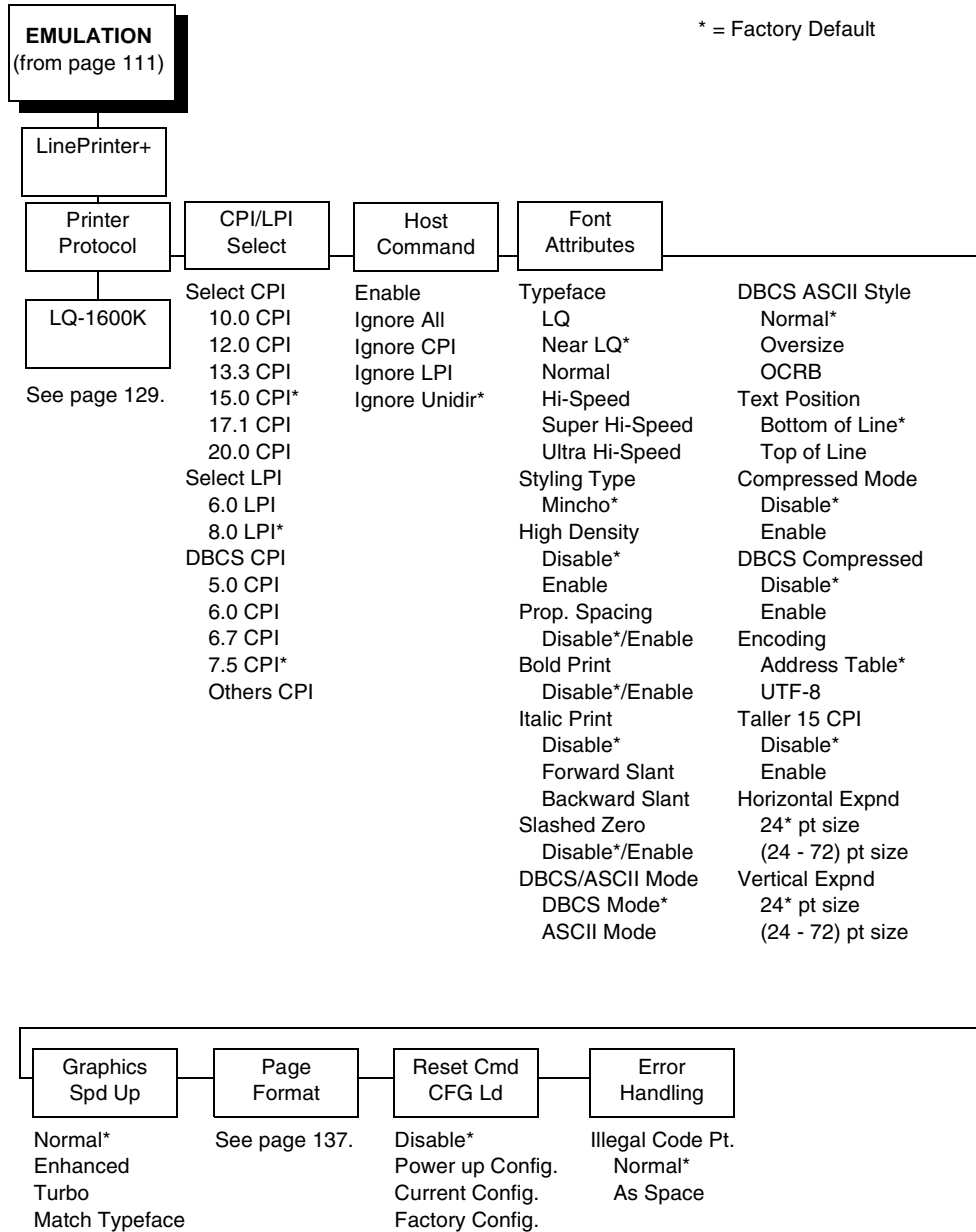 EMULATION
(from page 111)
* = Factory Default
LinePrinter+
Printer
Protocol
LQ-1600K
See page 129.
CPI/LPI
Select
Select CPI
10.0 CPI
12.0 CPI
13.3 CPI
15.0 CPI*
17.1 CPI
20.0 CPI
Select LPI
6.0 LPI
8.0 LPI*
DBCS CPI
5.0 CPI
6.0 CPI
6.7 CPI
7.5 CPI*
Others CPI
Host
Command
Enable
Ignore All
Ignore CPI
Ignore LPI
Ignore Unidir*
Font
Attributes
Typeface
LQ
Near LQ*
Normal
Hi-Speed
Super Hi-Speed
Ultra Hi-Speed
Styling Type
Mincho*
High Density
Disable*
Enable
Prop. Spacing
Disable*/Enable
Bold Print
Disable*/Enable
Italic Print
Disable*
Forward Slant
Backward Slant
Slashed Zero
Disable*/Enable
DBCS/ASCII Mode
DBCS Mode*
ASCII Mode
DBCS ASCII Style
Normal*
Oversize
OCRB
Text Position
Bottom of Line*
Top of Line
Compressed Mode
Disable*
Enable
DBCS Compressed
Disable*
Enable
Encoding
Address Table*
UTF-8
Taller 15 CPI
Disable*
Enable
Horizontal Expnd
24* pt size
(24 - 72) pt size
Vertical Expnd
24* pt size
(24 - 72) pt size
Graphics
Spd Up
Normal*
Enhanced
Turbo
Match Typeface
Page
Format
See page 137.
Reset Cmd
CFG Ld
Disable*
Power up Config.
Current Config.
Factory Config.
Error
Handling
Illegal Code Pt.
Normal*
As Space